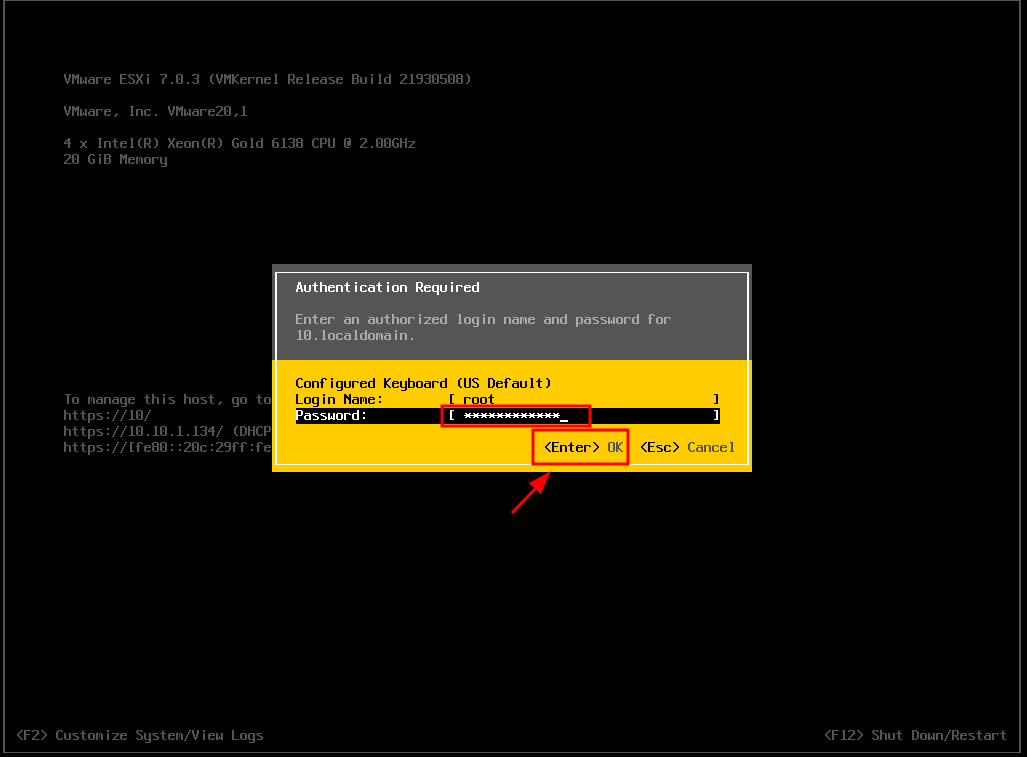 VMware ESXi 7.0.3 (VMKernel Release Build 21930508)
VMware, Inc. VMware20,1
4 x Intel(R) Xeon(R) Gold 6138 CPU @ 2.00GHz
20 GiB Memory
Authentication Required
Enter an authorized login name and password for
10.localdomain.
Configured Keyboard (US Default)
Login Name: [ root ]
Password: [ ************_ ]
<Enter> OK <Esc> Cancel
To manage this host, go to
https://10/
https://10.10.1.134/ (DHCP
https://[fe80::20c:29ff:fe
<F2> Customize System/View Logs
<F12> Shut Down/Restart